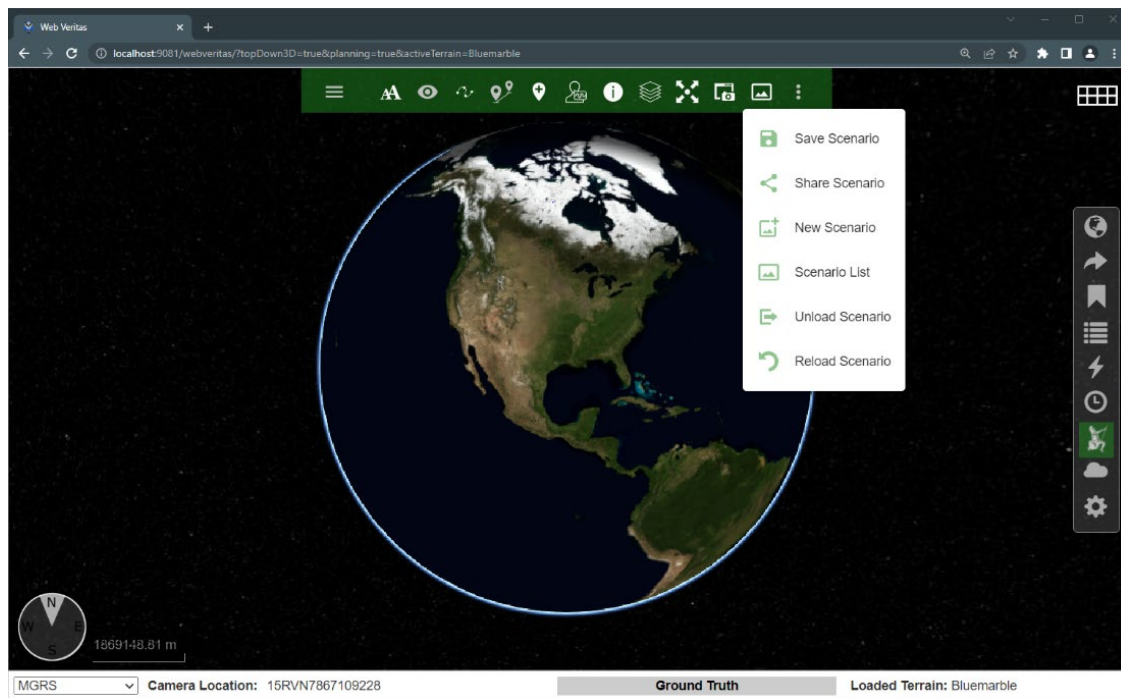 Web Veritas
localhost:9081/webveritas/?topDown3D=true&planning=true&activeTerrain=Bluemarble
AA
Save Scenario
Share Scenario
New Scenario
Scenario List
Unload Scenario
Reload Scenario
N
W E
S
1869148.81 m
MGRS Camera Location: 15RVN7867109228 Ground Truth Loaded Terrain: Bluemarble